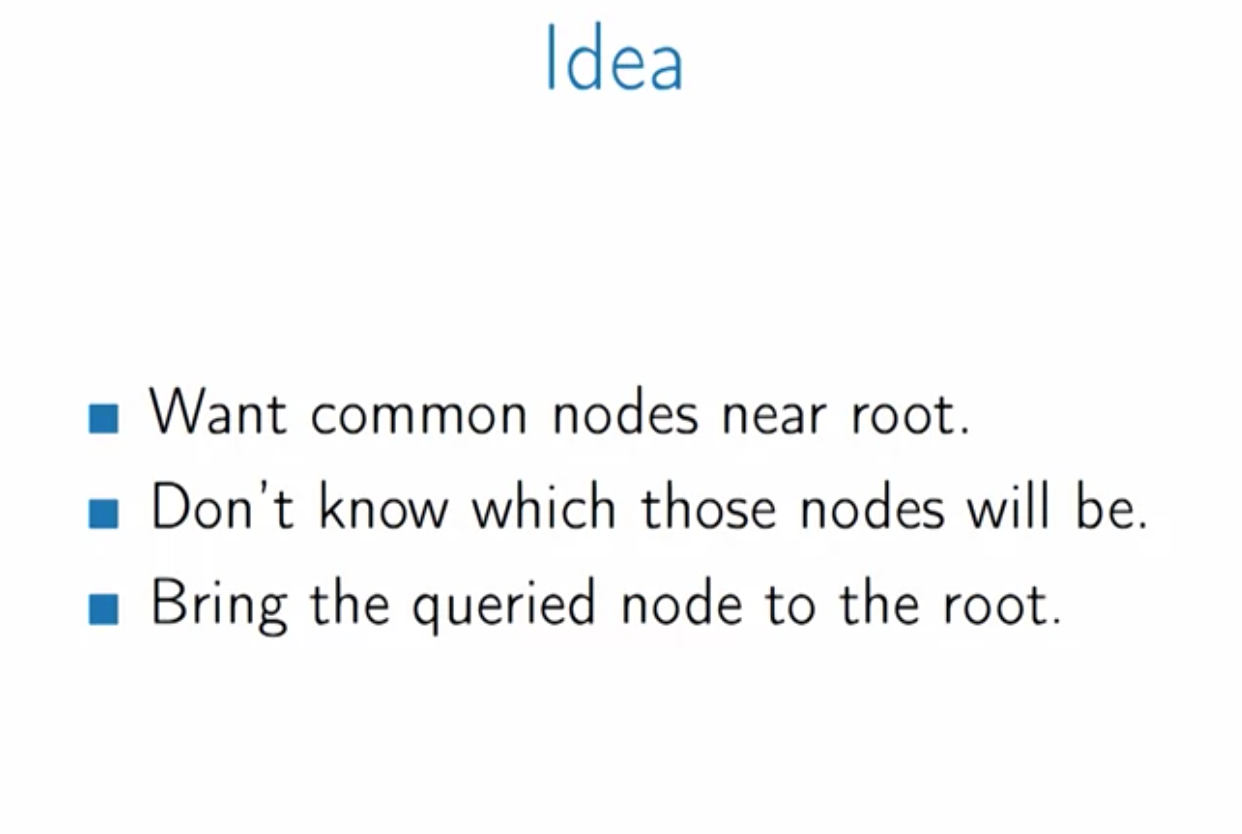 Idea
Want common nodes near root.
Don't know which those nodes will be.
Bring the queried node to the root.